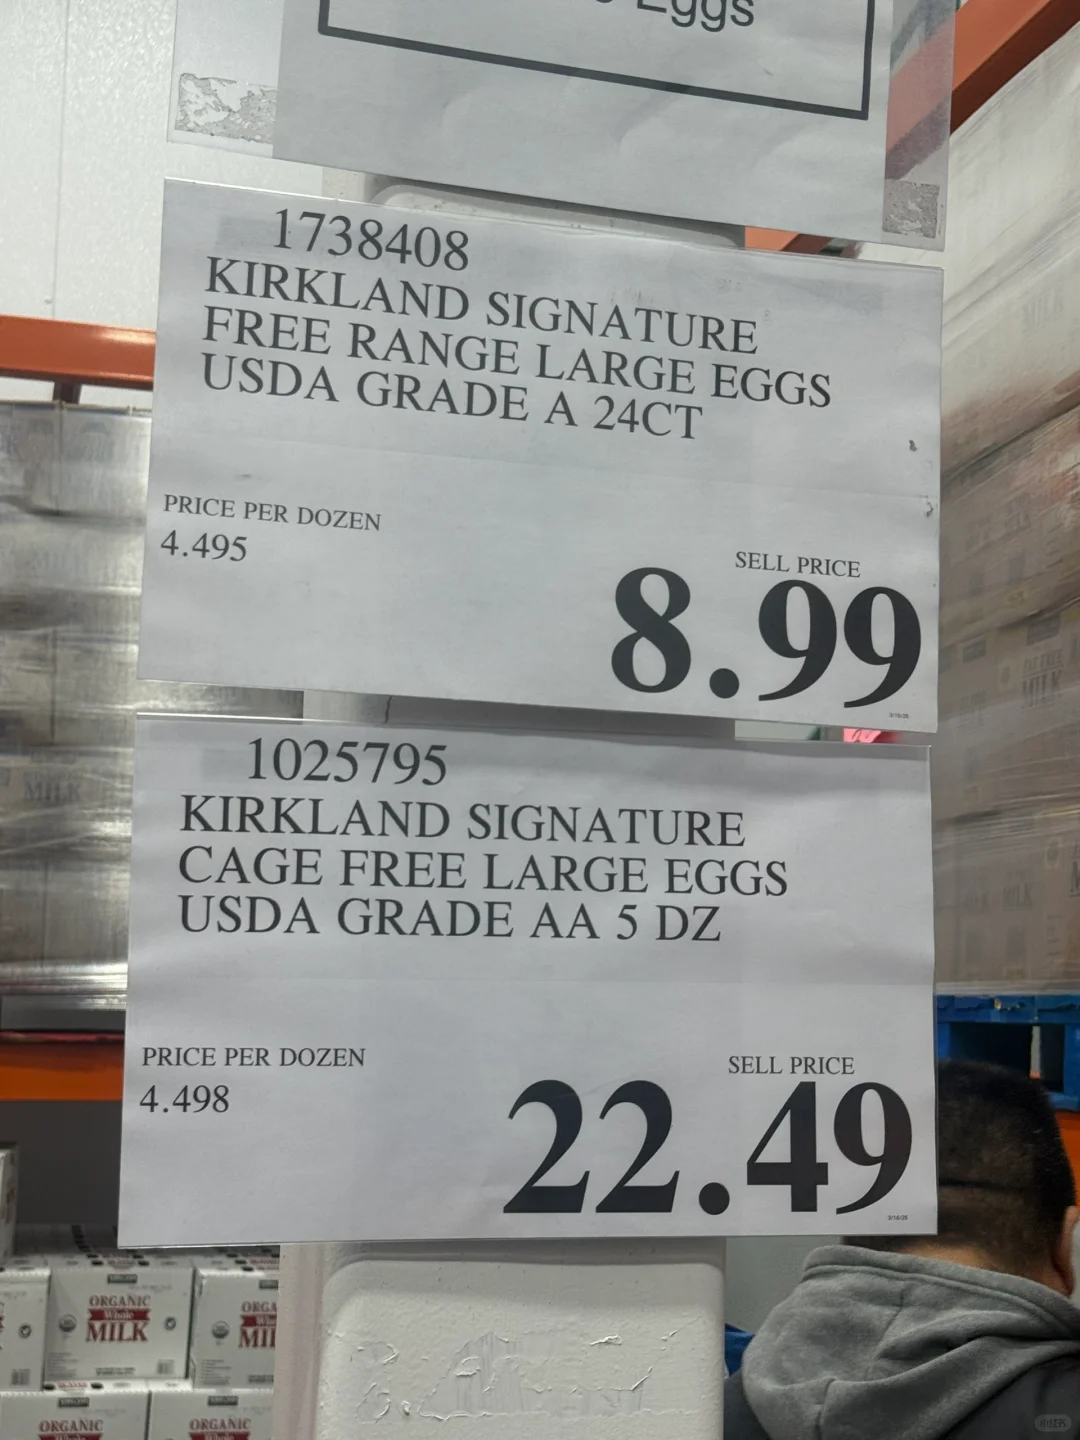 Eggs
1738408
KIRKLAND SIGNATURE
FREE RANGE LARGE EGGS
USDA GRADE A 24CT
PRICE PER DOZEN
4.495
SELL PRICE
8.99
1025795
KIRKLAND SIGNATURE
CAGE FREE LARGE EGGS
USDA GRADE AA 5 DZ
PRICE PER DOZEN
4.498
SELL PRICE
22.49
MILK
MILK
ORGANIC
Whole
MILK
ORGANIC
ORGANIC